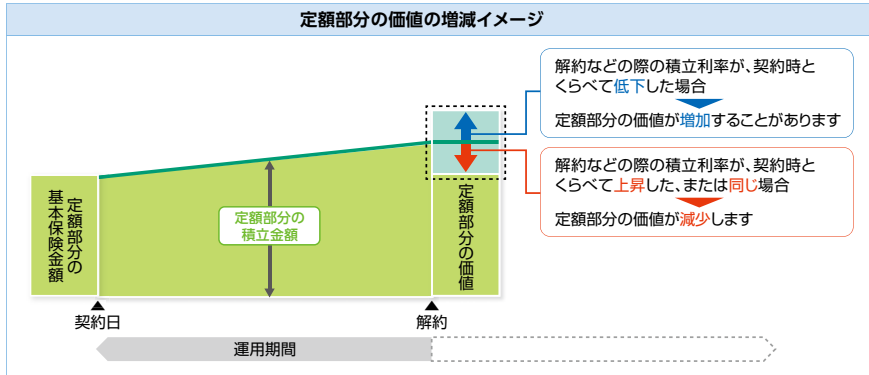 定額部分の価値の増減イメージ
解約などの際の積立利率が、契約時と
くらべて低下した場合
定額部分の価値が増加することがあります
解約などの際の積立利率が、契約時と
くらべて上昇した、または同じ場合
定額部分の価値が減少します
定額部分の
基本保険金額
定額部分の
積立金額
定額部分の価値
契約日
解約
運用期間